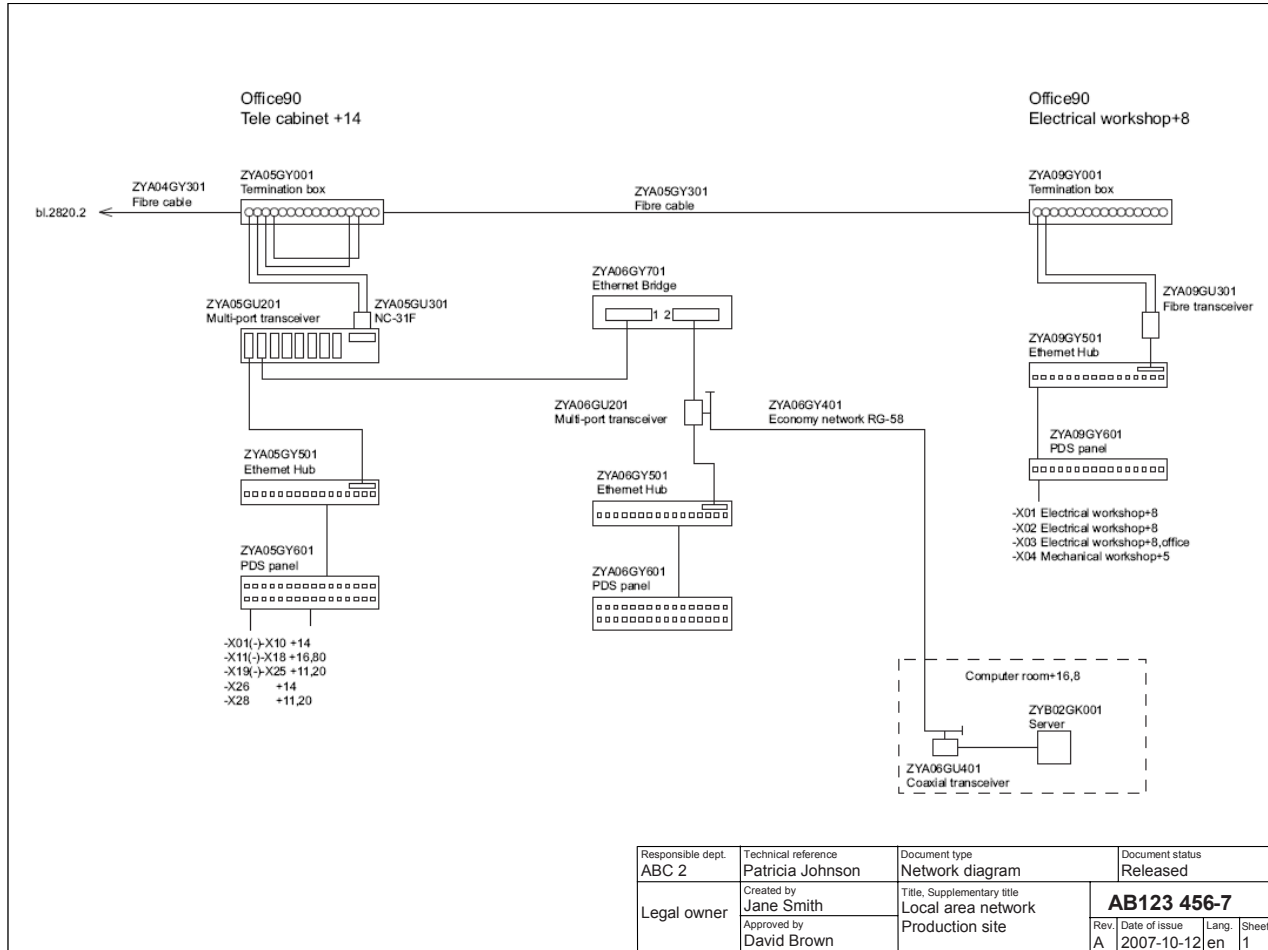 Office90
Tele cabinet +14
Office90
Electrical workshop+8
ZYA04GY301
Fibre cable
ZYA05GY001
Termination box
ZYA05GY301
Fibre cable
ZYA09GY001
Termination box
bl.2820.2
ZYA06GY701
Ethernet Bridge
1 2
ZYA05GU201
Multi-port transceiver
ZYA05GU301
NC-31F
ZYA09GU301
Fibre transceiver
ZYA09GY501
Ethernet Hub
ZYA06GU201
Multi-port transceiver
ZYA06GY401
Economy network RG-58
ZYA09GY601
PDS panel
ZYA05GY501
Ethernet Hub
ZYA06GY501
Ethernet Hub
-X01 Electrical workshop+8
-X02 Electrical workshop+8
-X03 Electrical workshop+8,office
-X04 Mechanical workshop+5
ZYA05GY601
PDS panel
ZYA06GY601
PDS panel
-X01(-)-X10 +14
-X11(-)-X18 +16,80
-X19(-)-X25 +11,20
-X26 +14
-X28 +11,20
Computer room+16,8
ZYB02GK001
Server
ZYA06GU401
Coaxial transceiver
Responsible dept.
ABC 2
Technical reference
Patricia Johnson
Document type
Network diagram
Document status
Released
Legal owner
Created by
Jane Smith
Approved by
David Brown
Title, Supplementary title
Local area network
Production site
AB123 456-7
Rev.
A
Date of issue
2007-10-12
Lang.
en
Sheet
1